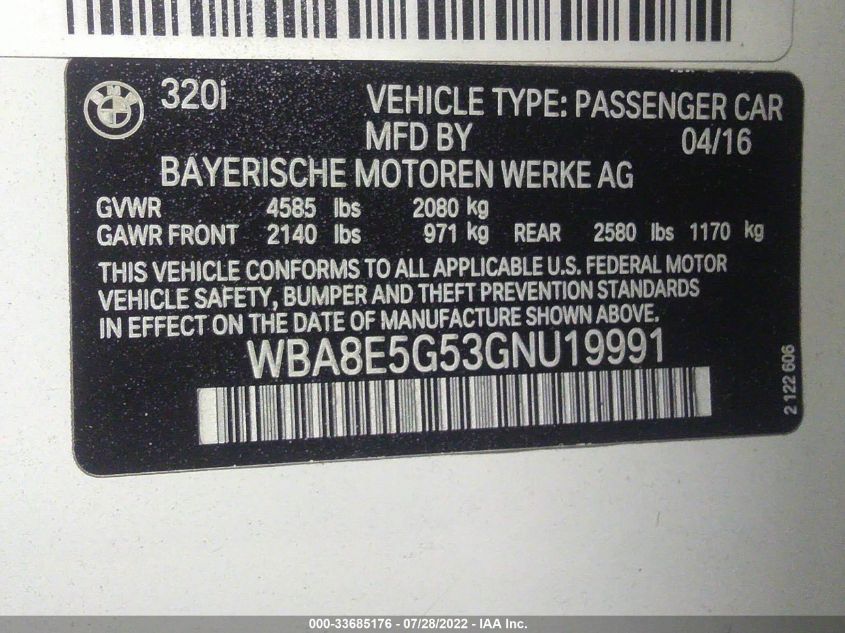 BMW
320i VEHICLE TYPE: PASSENGER CAR
MFD BY 04/16
BAYERISCHE MOTOREN WERKE AG
GVWR 4585 lbs 2080 kg
GAWR FRONT 2140 lbs 971 kg REAR 2580 lbs 1170 kg
THIS VEHICLE CONFORMS TO ALL APPLICABLE U.S. FEDERAL MOTOR
VEHICLE SAFETY, BUMPER AND THEFT PREVENTION STANDARDS
IN EFFECT ON THE DATE OF MANUFACTURE SHOWN ABOVE.
WBA8E5G53GNU19991
2 122 606
000-33685176 - 07/28/2022 - IAA Inc.